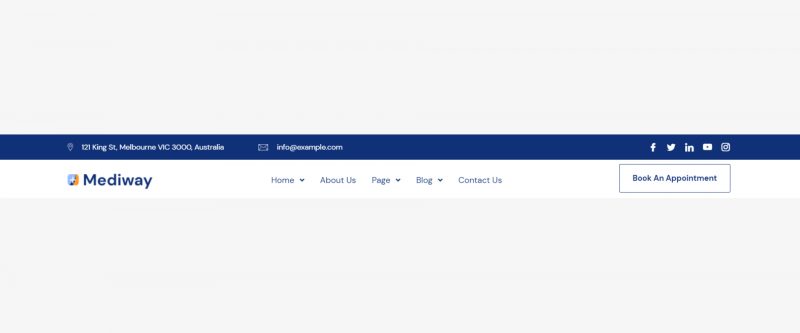 121 King St, Melbourne VIC 3000, Australia info@example.com
Mediway Home About Us Page Blog Contact Us Book An Appointment